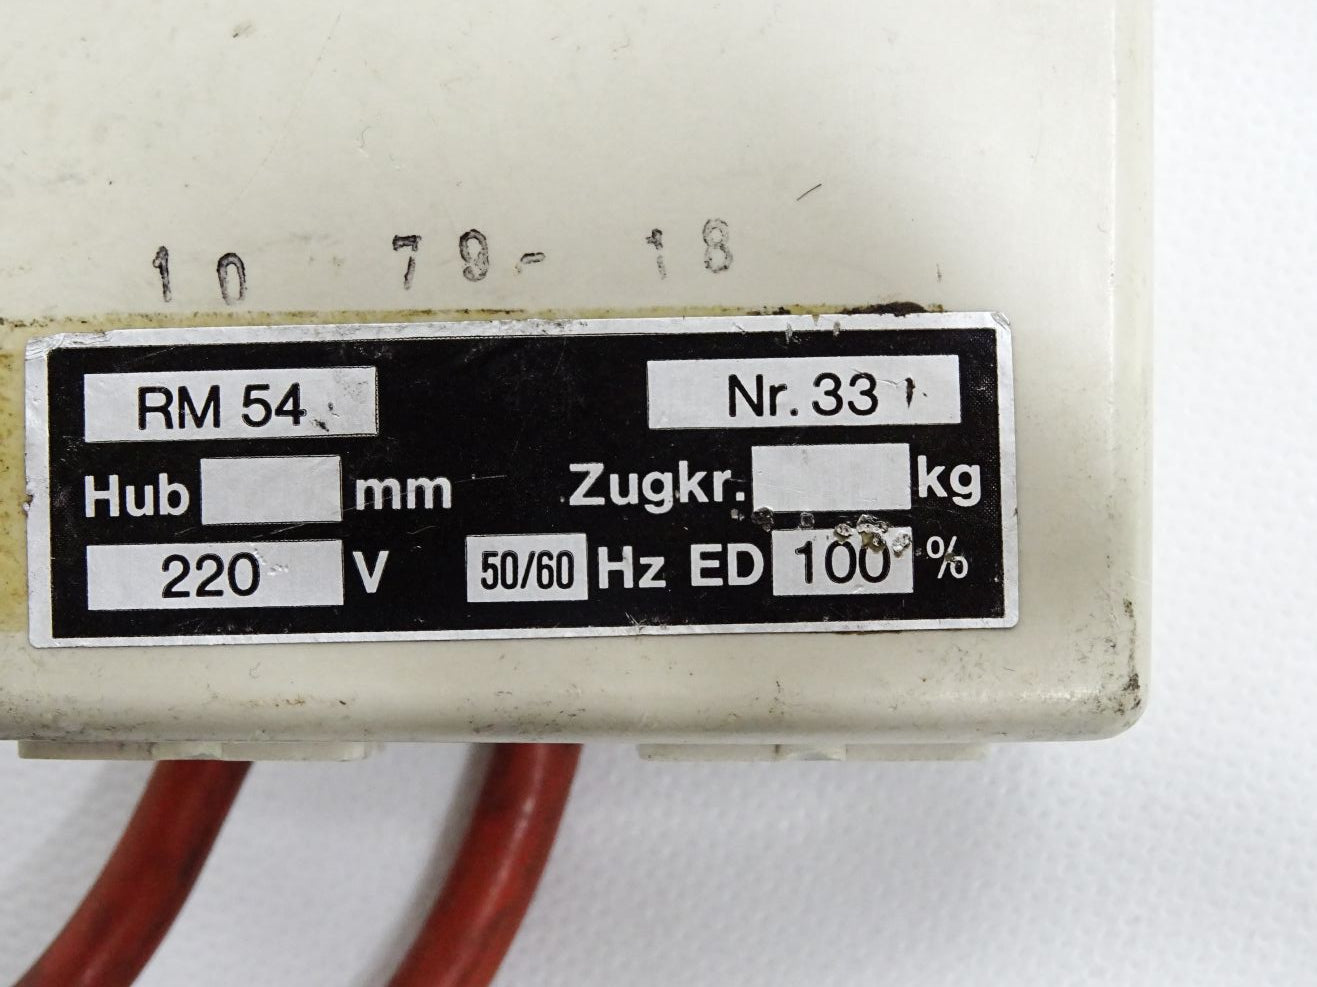 10 79- 18
RM 54 Nr. 33
Hub mm Zugkr. kg
220 V 50/60 Hz ED 100 %